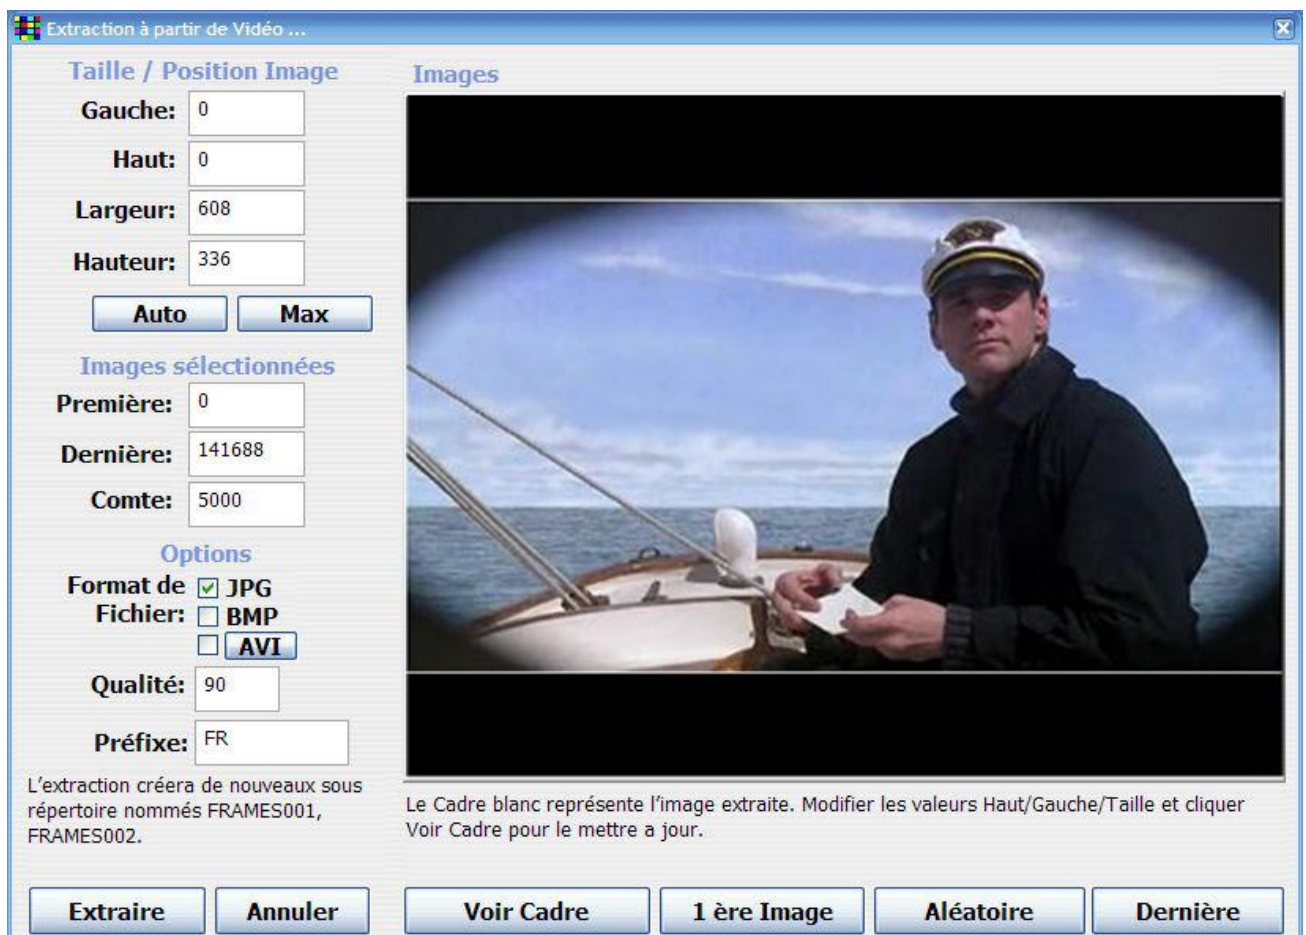 Extraction à partir de Vidéo ...
Taille / Position Image
Gauche: 0
Haut: 0
Largeur: 608
Hauteur: 336
Auto Max
Images sélectionnées
Première: 0
Dernière: 141688
Comte: 5000
Options
Format de Fichier:
JPG
BMP
AVI
Qualité: 90
Préfixe: FR
L'extraction créera de nouveaux sous
répertoire nommés FRAMES001,
FRAMES002.
Images
Le Cadre blanc représente l'image extraite. Modifier les valeurs Haut/Gauche/Taille et cliquer
Voir Cadre pour le mettre a jour.
Extraire Annuler Voir Cadre 1 ère Image Aléatoire Dernière